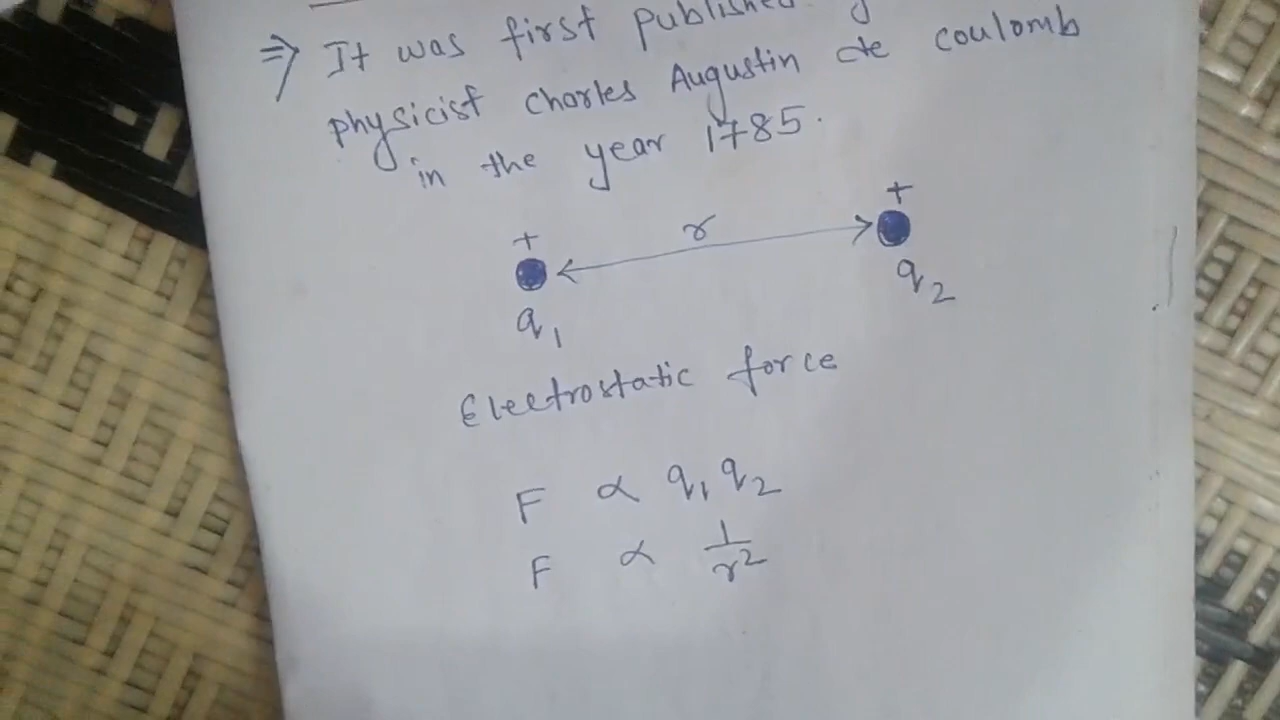 ⇒ It was first published
physicist Charles Augustin de coulomb
in the year 1785.
+ r +
q1 q2
Electrostatic force
F ∝ q1 q2
F ∝ 1/r²